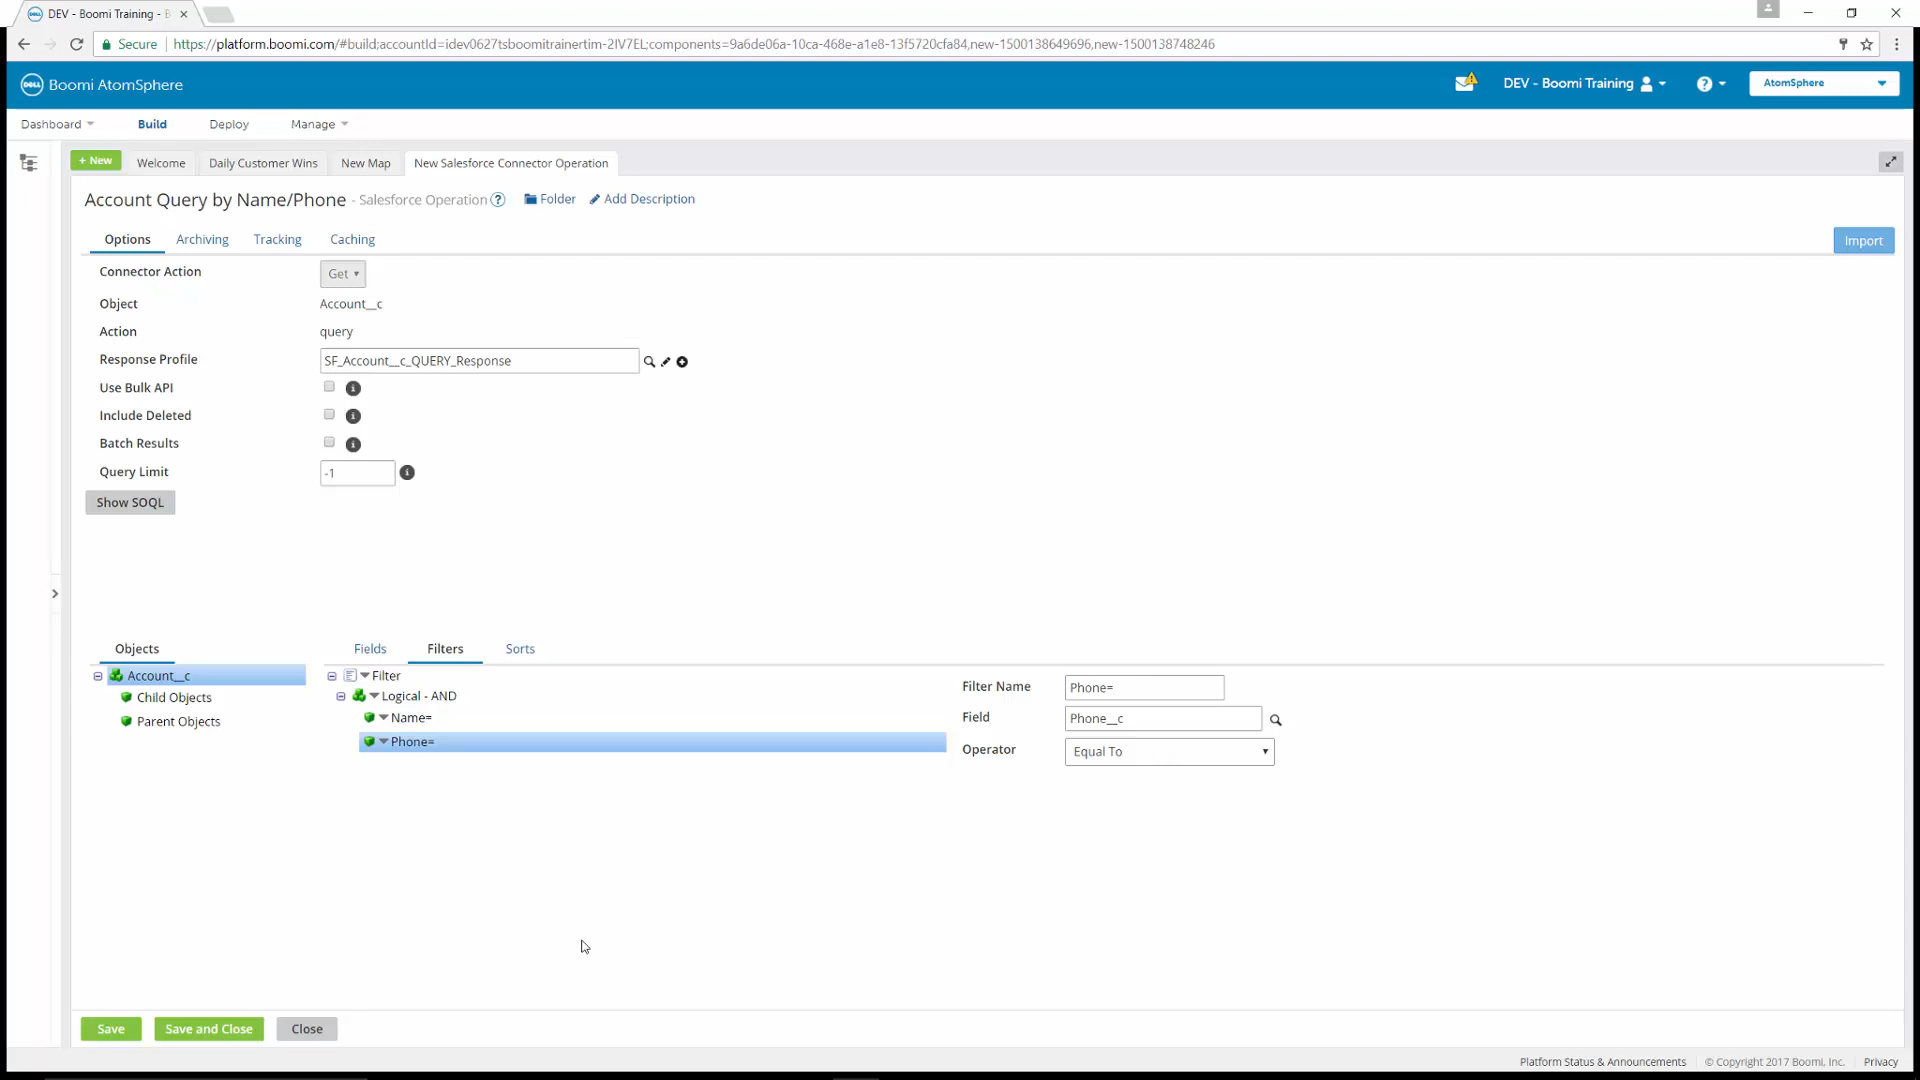 DEV - Boomi Training - B
Secure
https://platform.boomi.com/#build;accountId=idev0627tsboomitrainertim-2IV7EL;components=9a6de06a-10ca-468e-a1e8-13f5720cfa84,new-1500138649696,new-1500138748246
DELL Boomi AtomSphere
DEV - Boomi Training
AtomSphere
Dashboard Build Deploy Manage
+ New Welcome Daily Customer Wins New Map New Salesforce Connector Operation
Account Query by Name/Phone - Salesforce Operation ? Folder Add Description
Options Archiving Tracking Caching
Import
Connector Action Get
Object Account__c
Action query
Response Profile SF_Account__c_QUERY_Response
Use Bulk API
Include Deleted
Batch Results
Query Limit -1
Show SOQL
Objects Fields Filters Sorts
Account__c
Child Objects
Parent Objects
Filter
Logical - AND
Name=
Phone=
Filter Name Phone=
Field Phone__c
Operator Equal To
Save Save and Close Close
Platform Status & Announcements © Copyright 2017 Boomi, Inc. Privacy